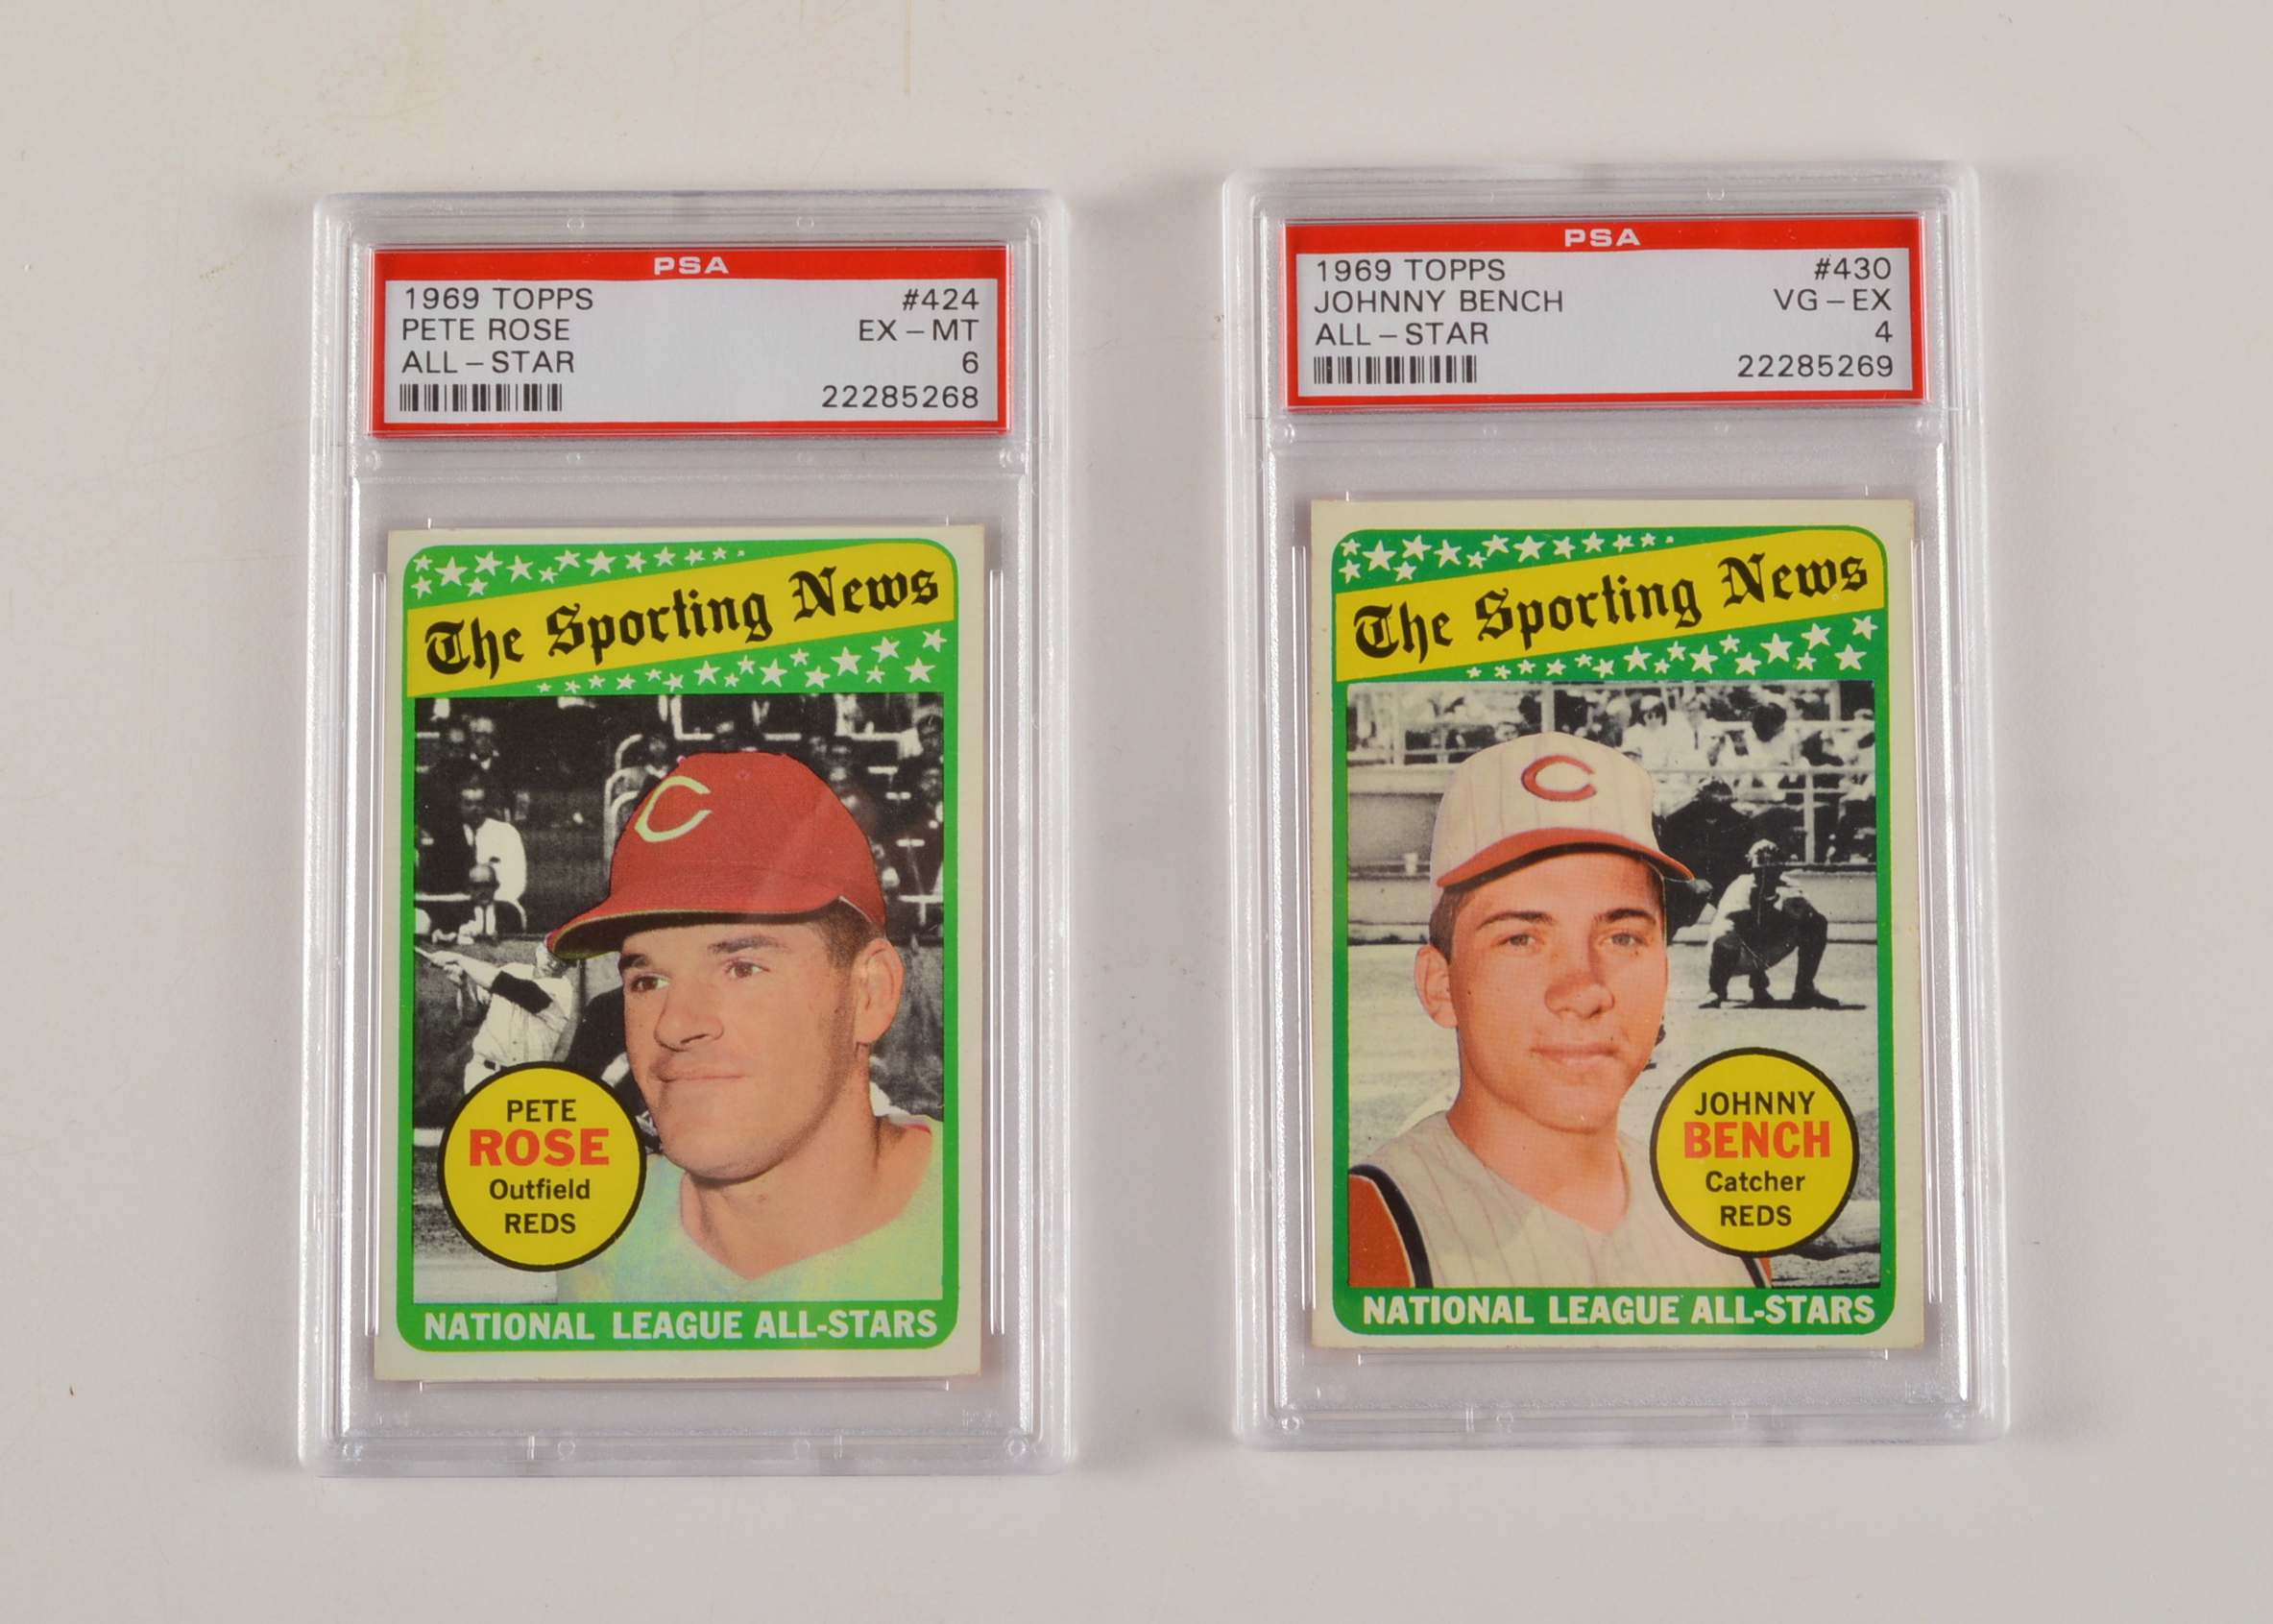 PSA
1969 TOPPS #424
PETE ROSE EX-MT
ALL-STAR 6
22285268
The Sporting News
C
PETE
ROSE
Outfield
REDS
NATIONAL LEAGUE ALL-STARS
PSA
1969 TOPPS #430
JOHNNY BENCH VG-EX
ALL-STAR 4
22285269
The Sporting News
C
JOHNNY
BENCH
Catcher
REDS
NATIONAL LEAGUE ALL-STARS